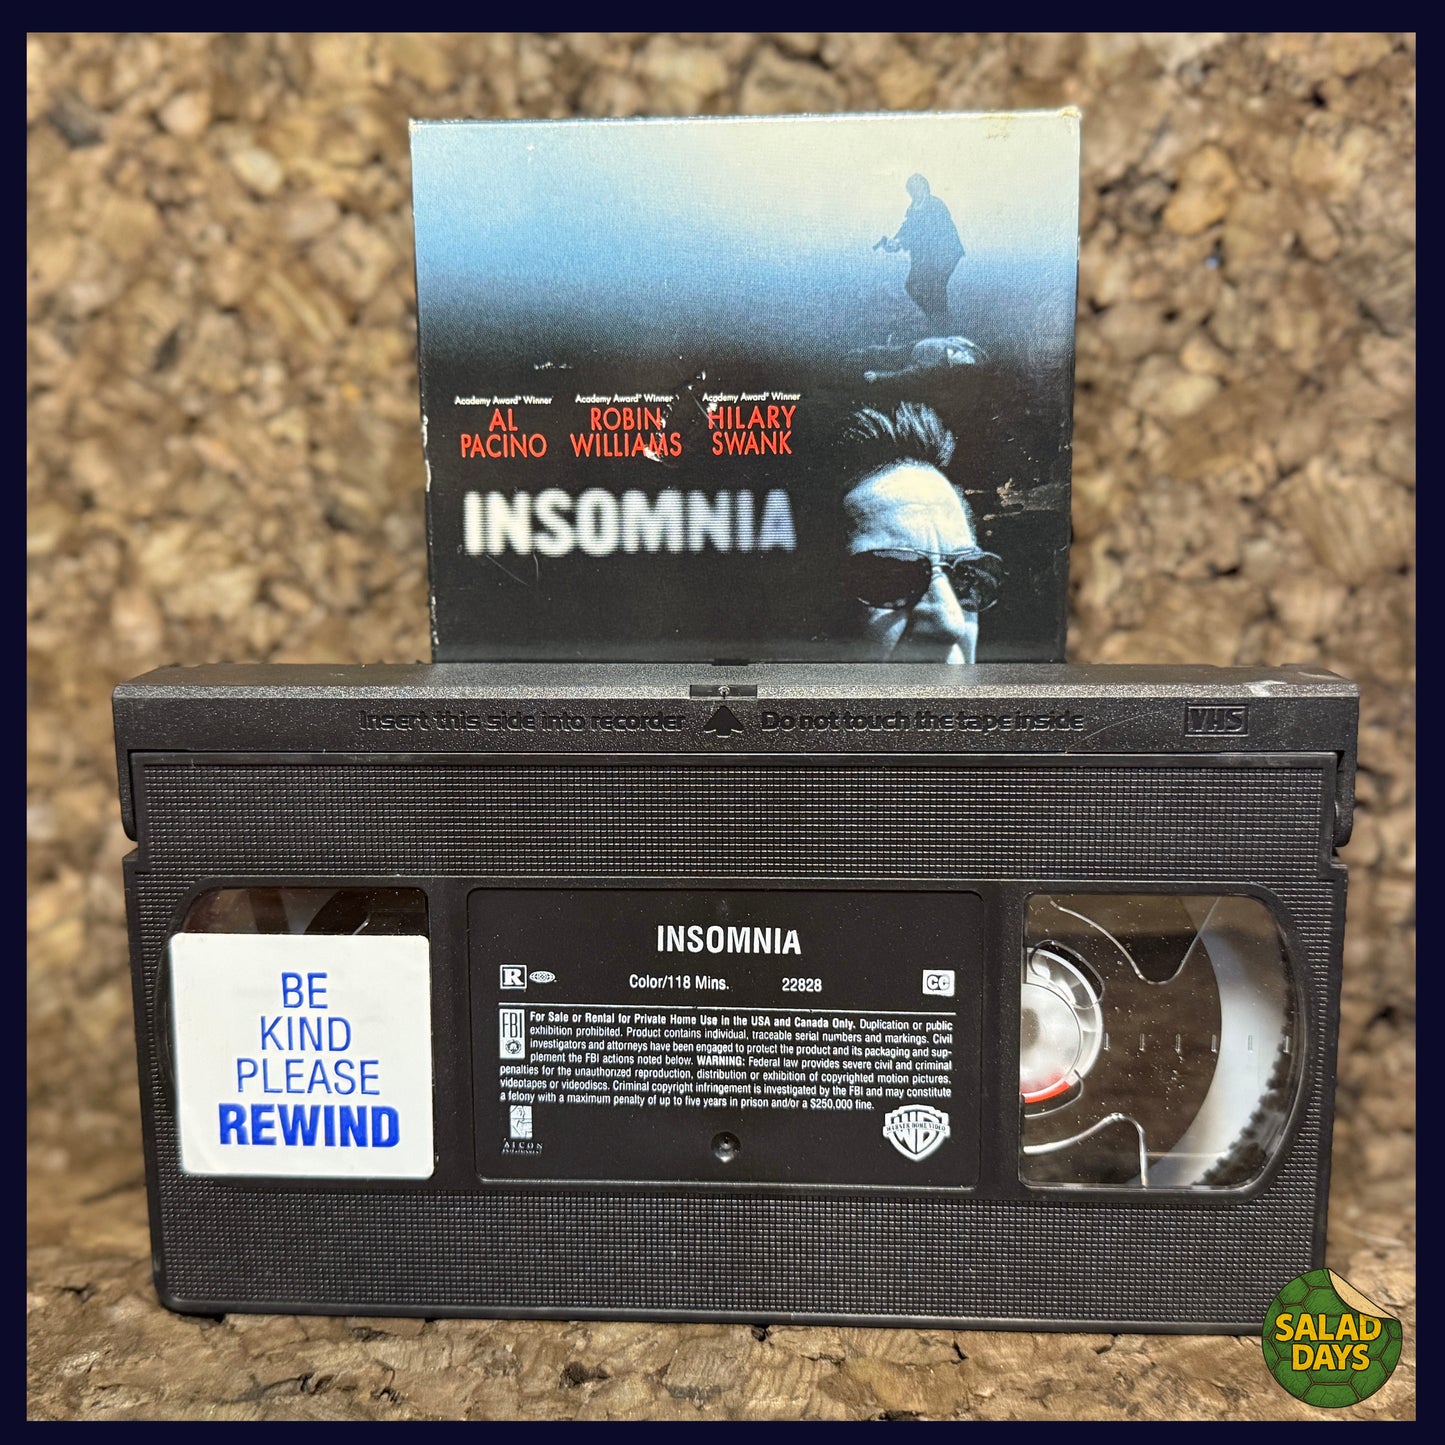 Academy Award® Winner Academy Award® Winner Academy Award® Winner
AL ROBIN HILARY
PACINO WILLIAMS SWANK
INSOMNIA
Insert this side into recorder Do not touch the tape inside VHS
BE
KIND
PLEASE
REWIND
INSOMNIA
R Color/118 Mins. 22828 CC
FBI
For Sale or Rental for Private Home Use in the USA and Canada Only. Duplication or public
exhibition prohibited. Product contains individual, traceable serial numbers and markings. Civil
investigators and attorneys have been engaged to protect the product and its packaging and sup-
plement the FBI actions noted below. WARNING: Federal law provides severe civil and criminal
penalties for the unauthorized reproduction, distribution or exhibition of copyrighted motion pictures,
videotapes or videodiscs. Criminal copyright infringement is investigated by the FBI and may constitute
a felony with a maximum penalty of up to five years in prison and/or a $250,000 fine.
ALCON
ENTERTAINMENT
WARNER HOME VIDEO
WB
SALAD
DAYS